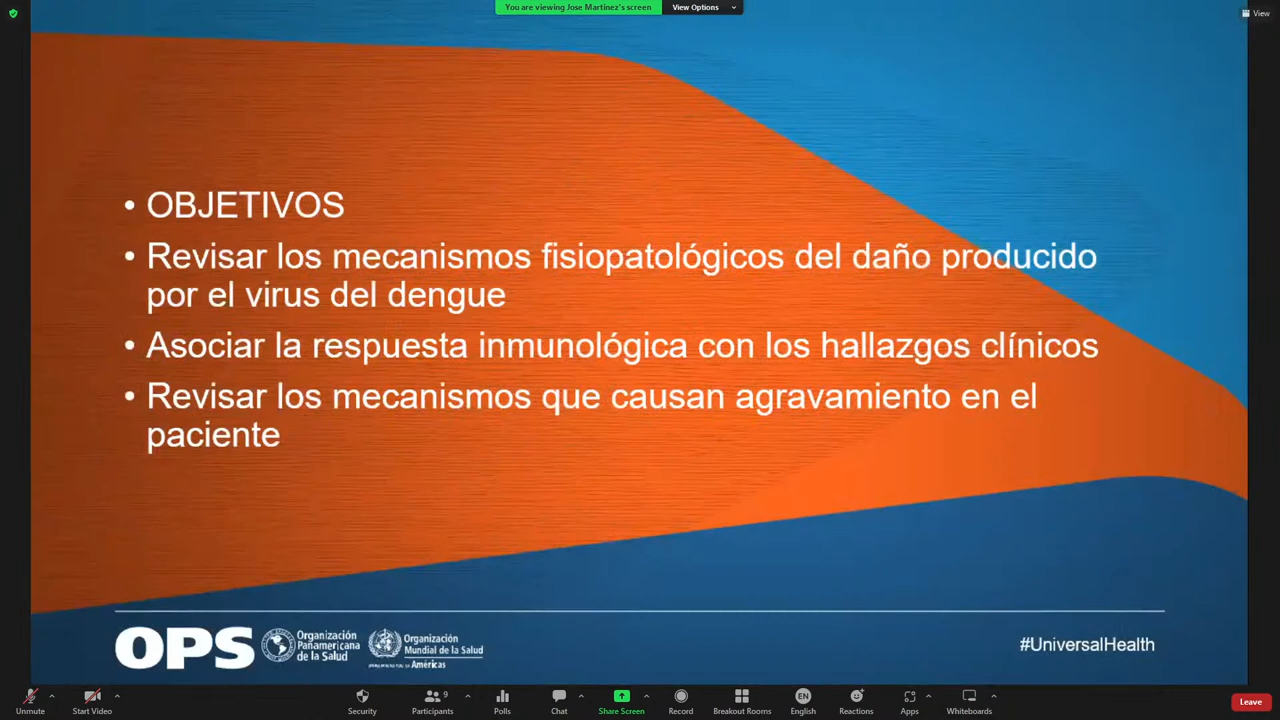 You are viewing Jose Martinez's screen
View Options
View
• OBJETIVOS
• Revisar los mecanismos fisiopatológicos del daño producido
por el virus del dengue
• Asociar la respuesta inmunológica con los hallazgos clínicos
• Revisar los mecanismos que causan agravamiento en el
paciente
OPS
Organización
Panamericana
de la Salud
Organización
Mundial de la Salud
Américas
#UniversalHealth
9
EN
Unmute
Start Video
Security
Participants
Polls
Chat
Share Screen
Record
Breakout Rooms
English
Reactions
Apps
Whiteboards
Leave